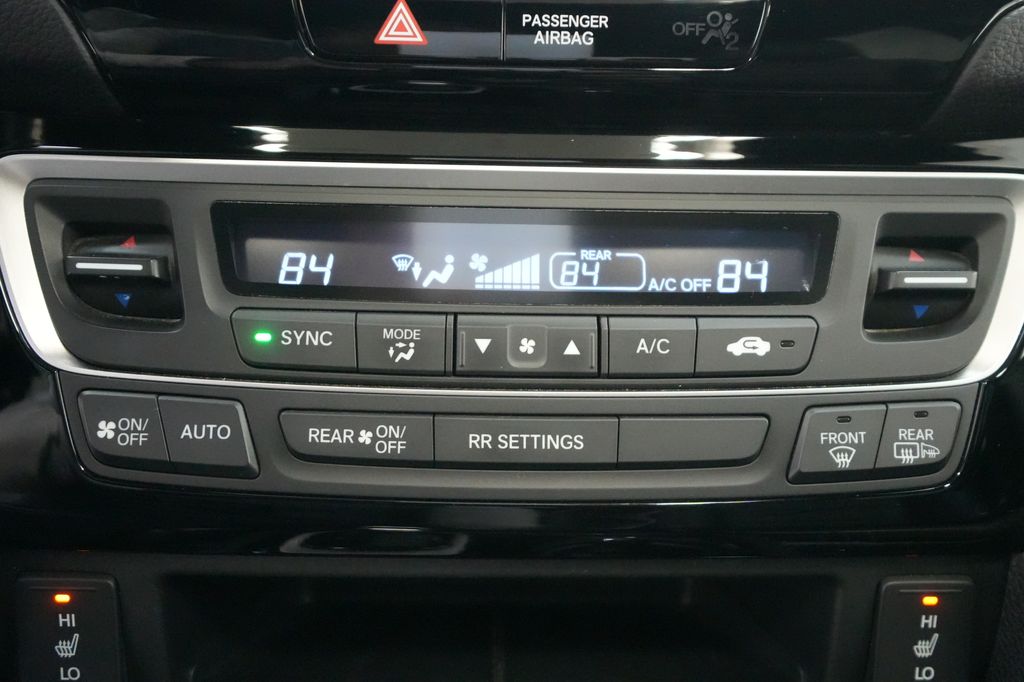 PASSENGER
AIRBAG
OFF
2
84
REAR
84
A/C OFF
84
SYNC
MODE
A/C
ON/
OFF
AUTO
REAR
ON/
OFF
RR SETTINGS
FRONT
REAR
HI
LO
HI
LO